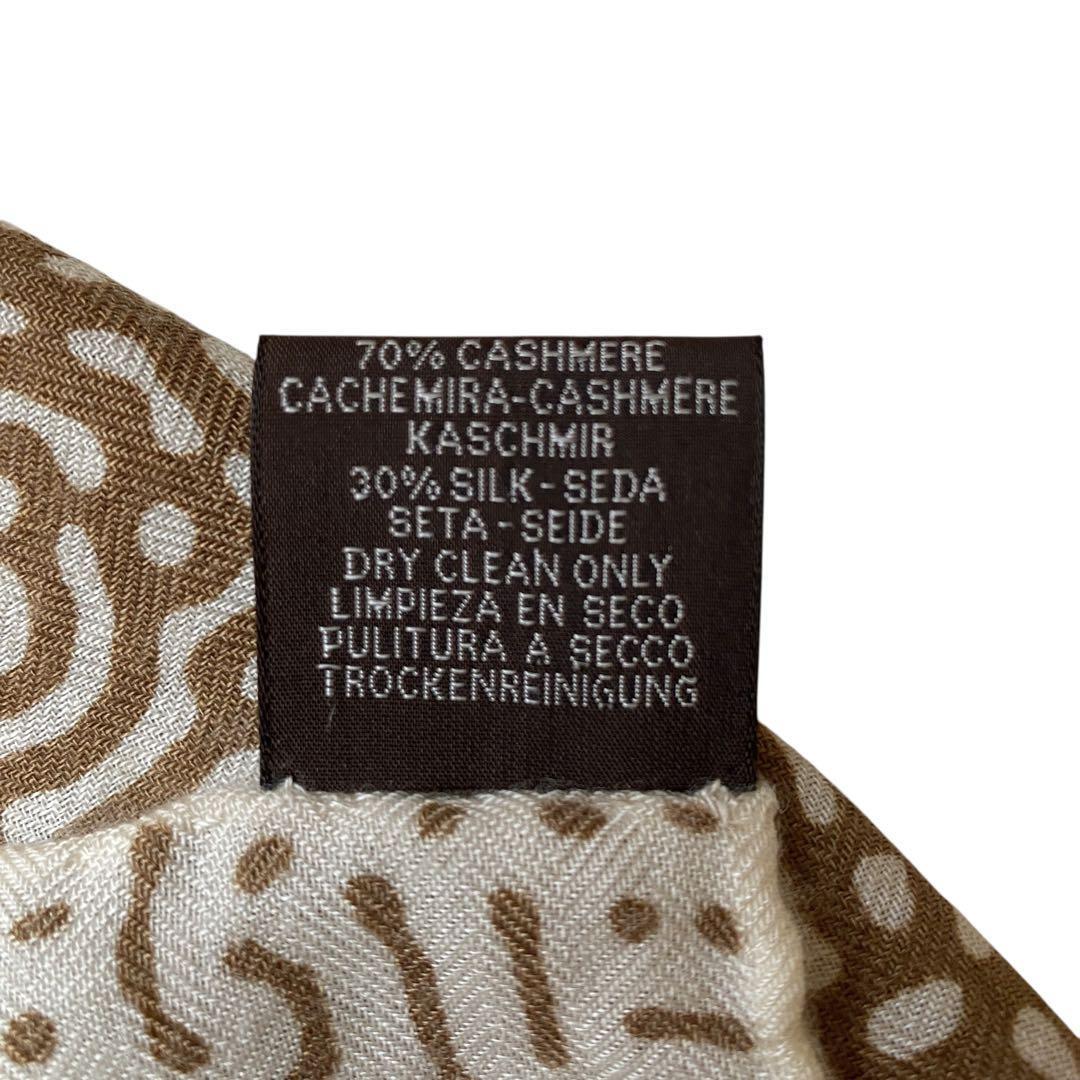 70% CASHMERE
CACHEMIRA-CASHMERE
KASCHMIR
30% SILK-SEDA
SETA-SEIDE
DRY CLEAN ONLY
LIMPIEZA EN SECO
PULITURA A SECCO
TROCKENREINIGUNG